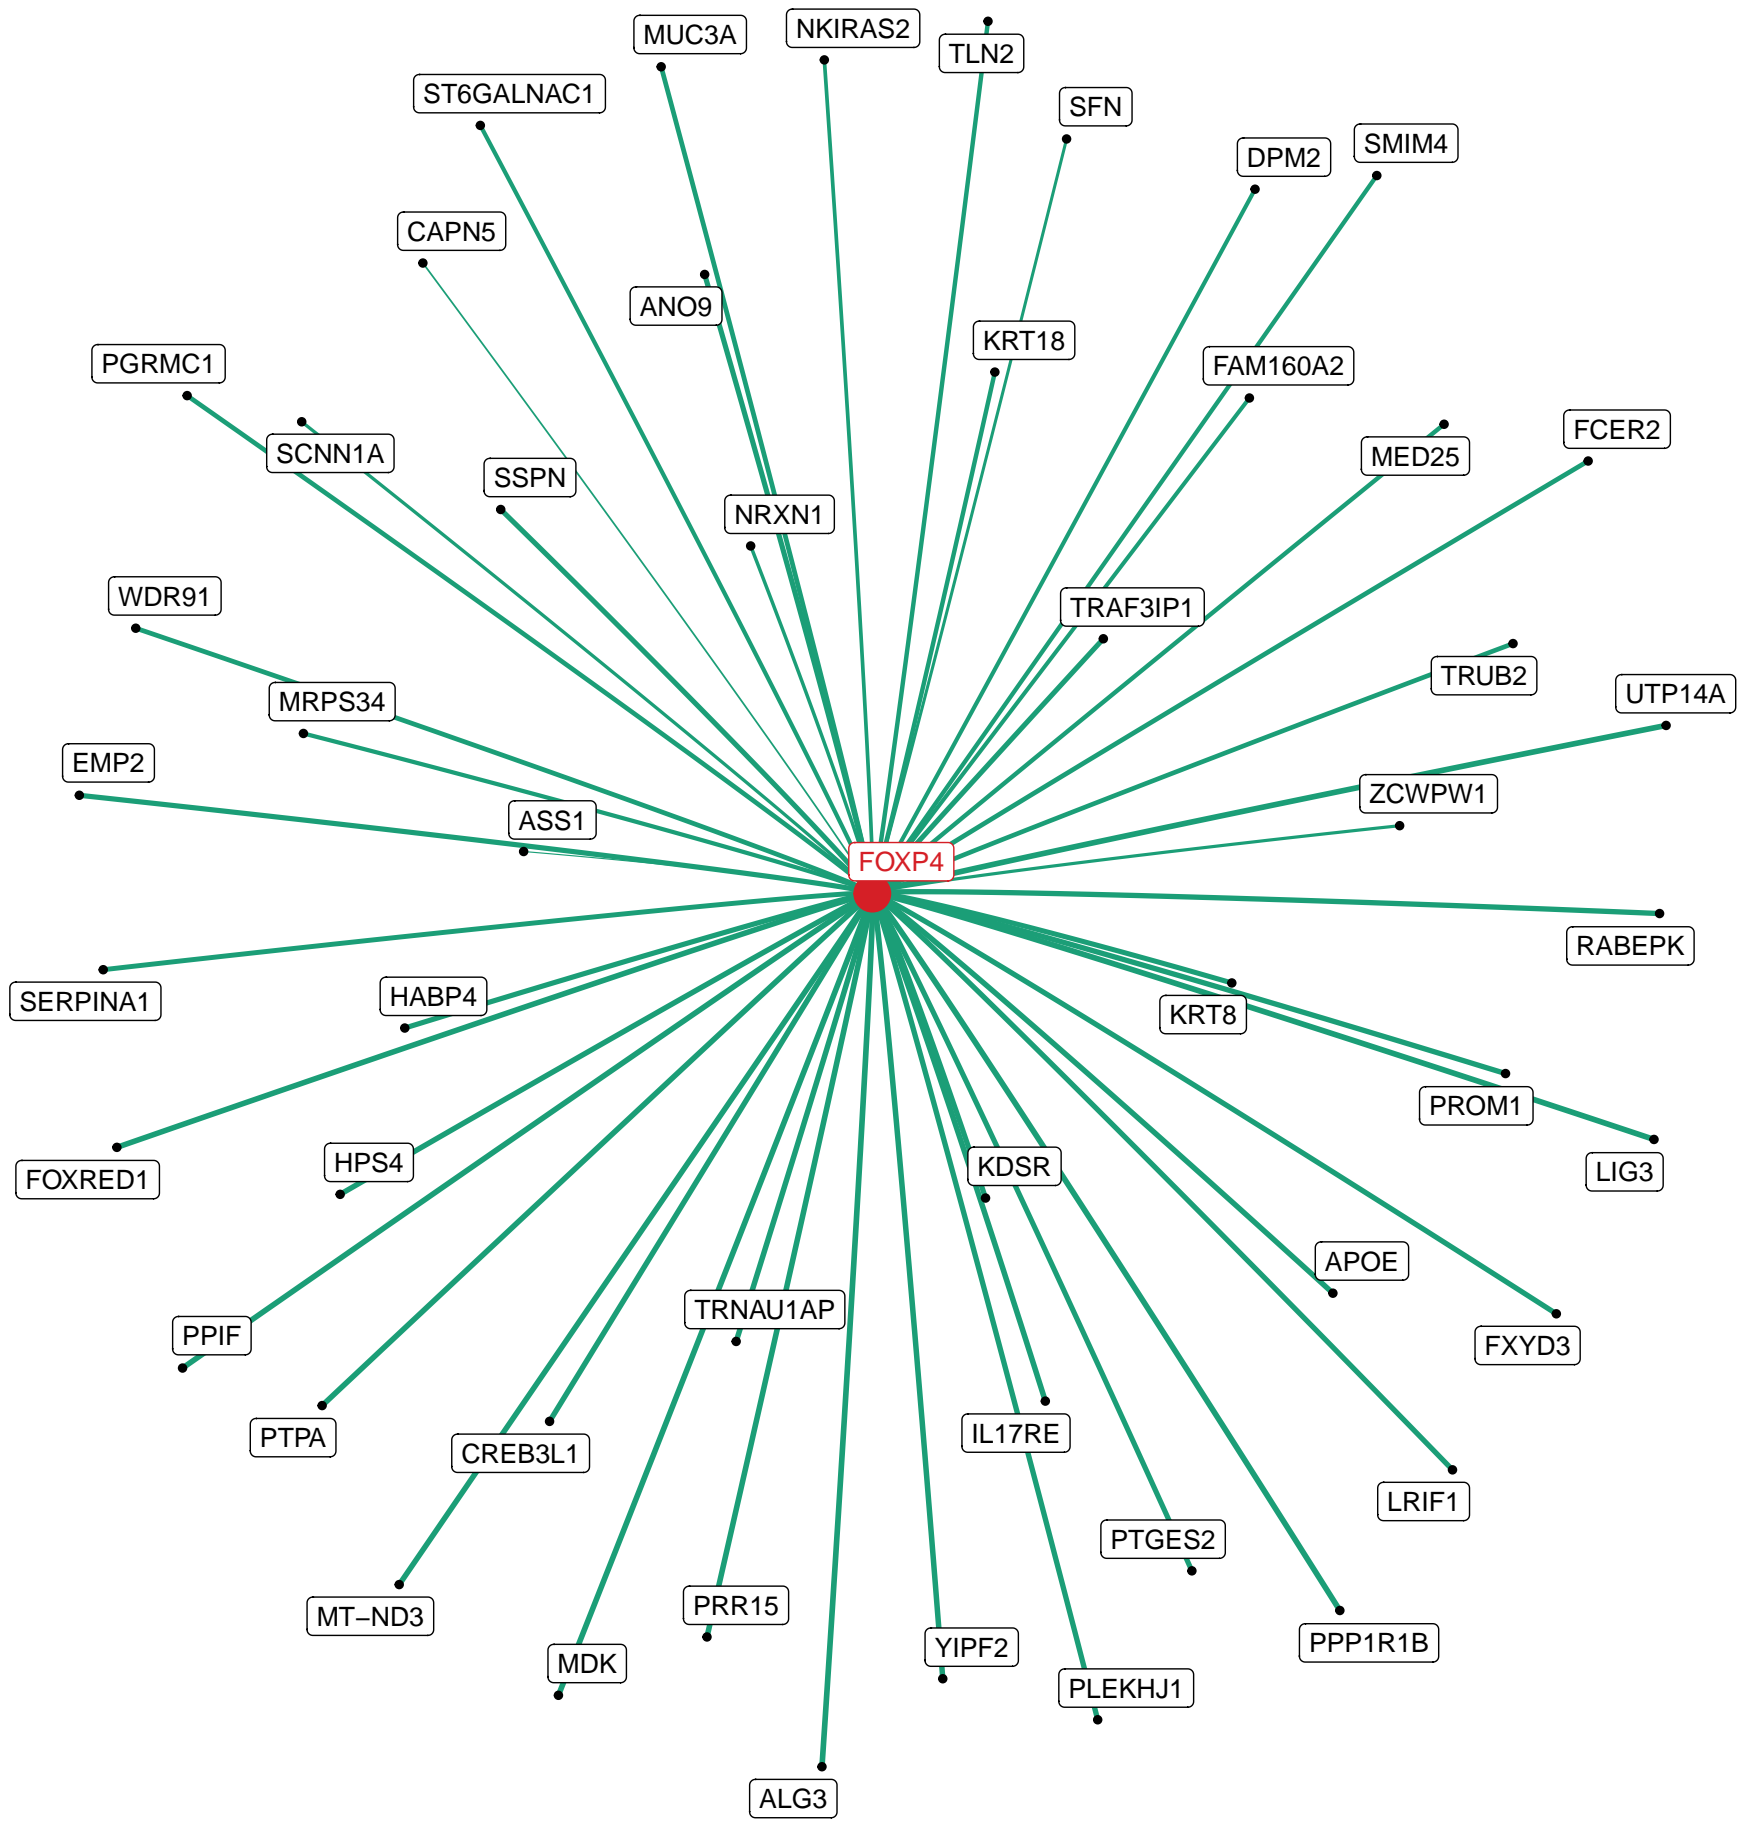 NKIRAS2
MUC3A
TLN2
ST6GALNAC1
SFN
SMIM4
DPM2
CAPN5
ANO9
KRT18
PGRMC1
FAM160A2
FCER2
SCNN1A
MED25
SSPN
NRXN1
WDR91
TRAF3IP1
TRUB2
UTP14A
MRPS34
EMP2
ZCWPW1
ASS1
FOXP4
RABEPK
HABP4
SERPINA1
KRT8
PROM1
HPS4
KDSR
LIG3
FOXRED1
APOE
TRNAU1AP
PPIF
FXYD3
IL17RE
PTPA
CREB3L1
LRIF1
PTGES2
PRR15
MT−ND3
PPP1R1B
YIPF2
MDK
PLEKHJ1
ALG3